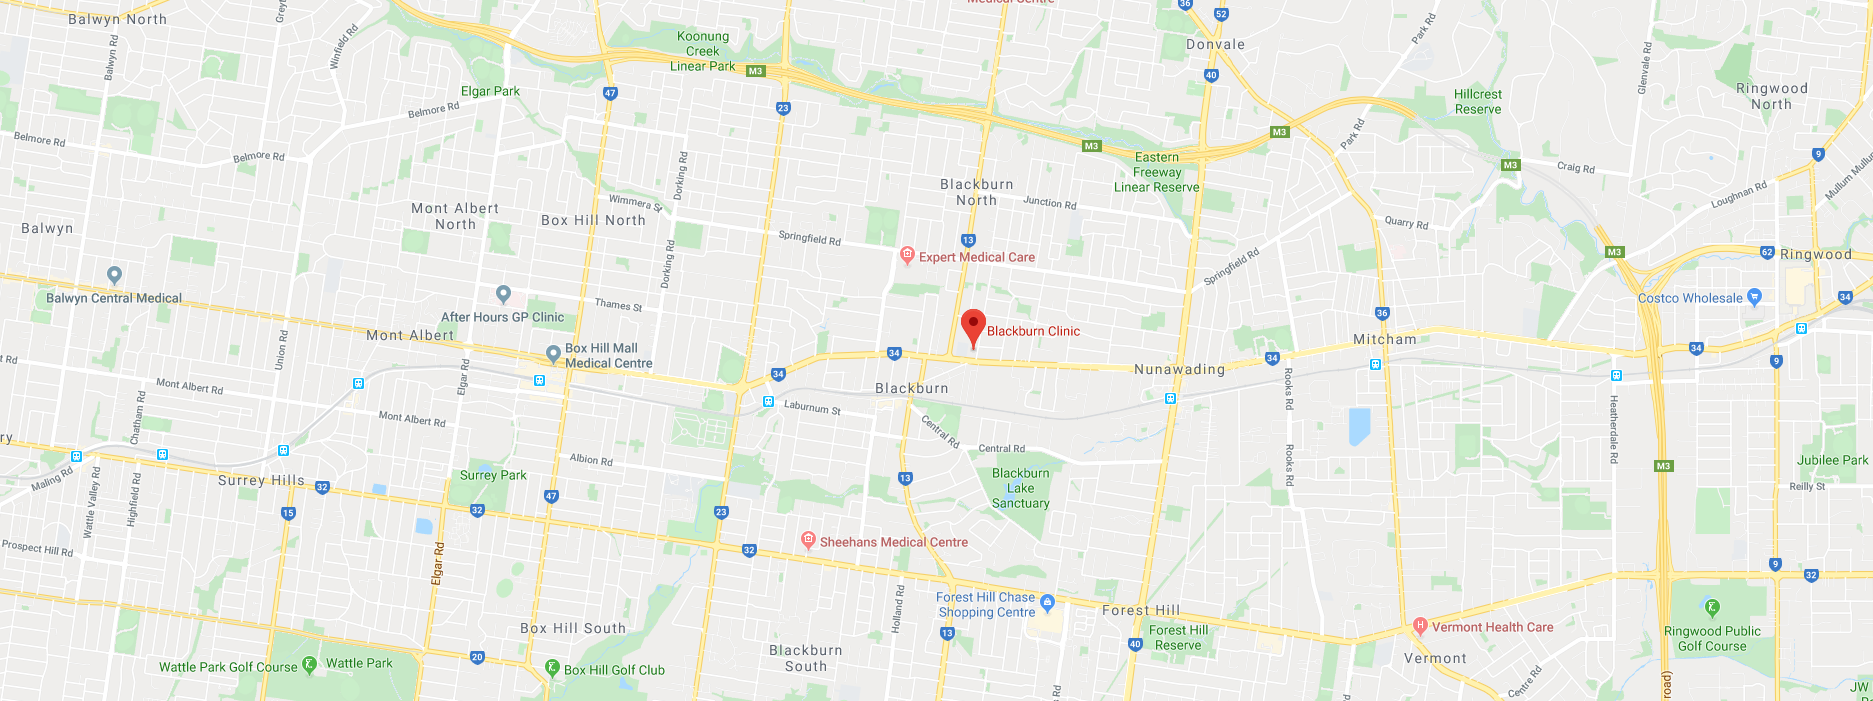 Medical Centre
Balwyn North
Koonung
Creek
Linear Park
M3
36
52
Donvale
Park Rd
40
Glenvale Rd
Balwyn Rd
Winfield Rd
47
23
Elgar Park
Belmore Rd
Belmore Rd
Belmore Rd
M3
M3
Hillcrest
Reserve
Ringwood
North
Park Rd
9
Eastern
Freeway
Linear Reserve
M3
Craig Rd
Loughnan Rd
Dorking Rd
Blackburn
North
Junction Rd
Wimmera St
Mont Albert
North
Box Hill North
Balwyn
Springfield Rd
13
Quarry Rd
Dorking Rd
Expert Medical Care
Springfield Rd
M3
62
Ringwood
Balwyn Central Medical
After Hours GP Clinic
Thames St
Costco Wholesale
34
36
Mont Albert
Blackburn Clinic
Mitcham
Union Rd
Box Hill Mall
Medical Centre
34
34
34
9
Elgar Rd
34
Nunawading
Blackburn
Mont Albert Rd
Mont Albert Rd
Chatham Rd
Laburnum St
Rooks Rd
Central Rd
Central Rd
Heatherdale Rd
Albion Rd
Rooks Rd
Maling Rd
Wattle Valley Rd
Highfield Rd
Surrey Hills
32
Surrey Park
47
13
Blackburn
Lake
Sanctuary
M3
Jubilee Park
Reilly St
15
32
23
32
Sheehans Medical Centre
Prospect Hill Rd
Elgar Rd
9
32
Holland Rd
Forest Hill Chase
Shopping Centre
Forest Hill
Box Hill South
13
40
Forest Hill
Reserve
Vermont Health Care
Vermont
Ringwood Public
Golf Course
Blackburn
South
Wattle Park Golf Course
Wattle Park
20
Box Hill Golf Club
Centre Rd
JW